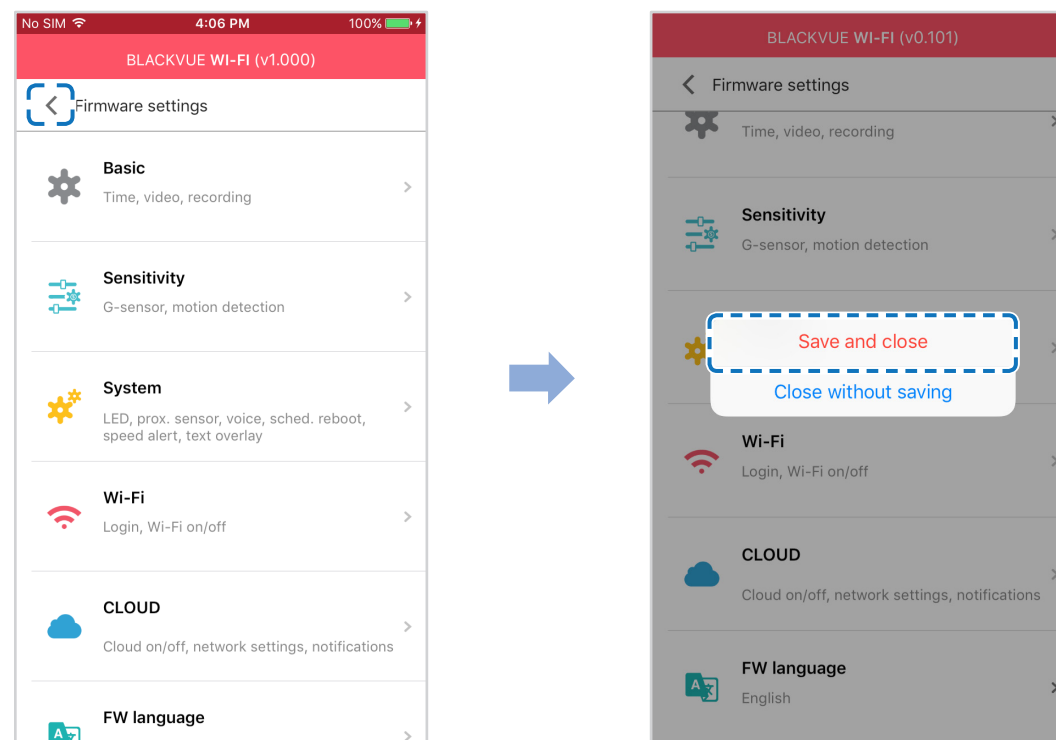 No SIM 4:06 PM 100%
BLACKVUE WI-FI (v1.000)
Firmware settings
Basic
Time, video, recording
Sensitivity
G-sensor, motion detection
System
LED, prox. sensor, voice, sched. reboot,
speed alert, text overlay
Wi-Fi
Login, Wi-Fi on/off
CLOUD
Cloud on/off, network settings, notifications
FW language
A
BLACKVUE WI-FI (v0.101)
Firmware settings
Time, video, recording
Sensitivity
G-sensor, motion detection
Save and close
Close without saving
Wi-Fi
Login, Wi-Fi on/off
CLOUD
Cloud on/off, network settings, notifications
FW language
A
English